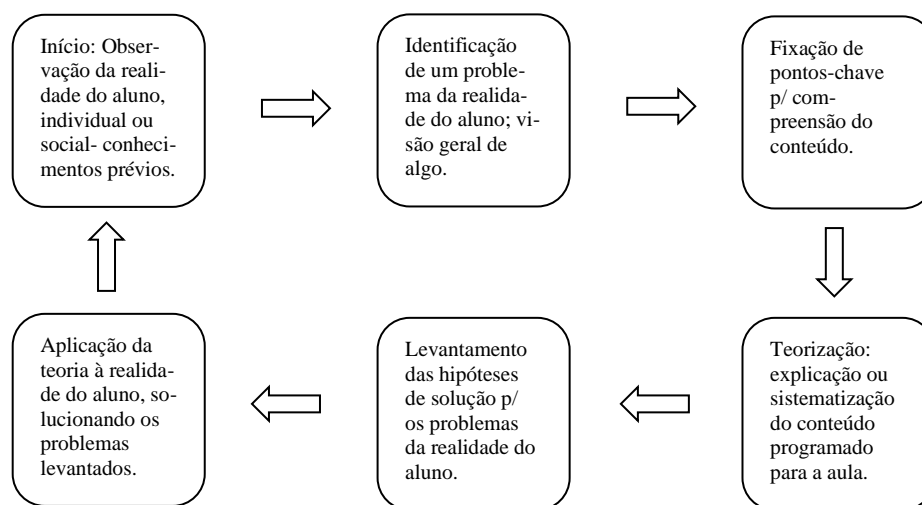 Início: Obser-
vação da reali-
dade do aluno,
individual ou
social- conheci-
mentos prévios.
Identificação
de um proble-
ma da realida-
de do aluno; vi-
são geral de
algo.
Fixação de
pontos-chave
p/ com-
preensão do
conteúdo.
Teorização:
explicação ou
sistematização
do conteúdo
programado
para a aula.
Levantamento
das hipóteses
de solução p/
os problemas
da realidade do
aluno.
Aplicação da
teoria à realida-
de do aluno, so-
lucionando os
problemas
levantados.